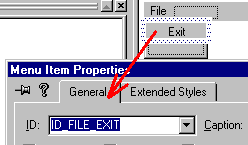 File
Exit
Menu Item Properties
General Extended Styles
ID: ID_FILE_EXIT Caption: